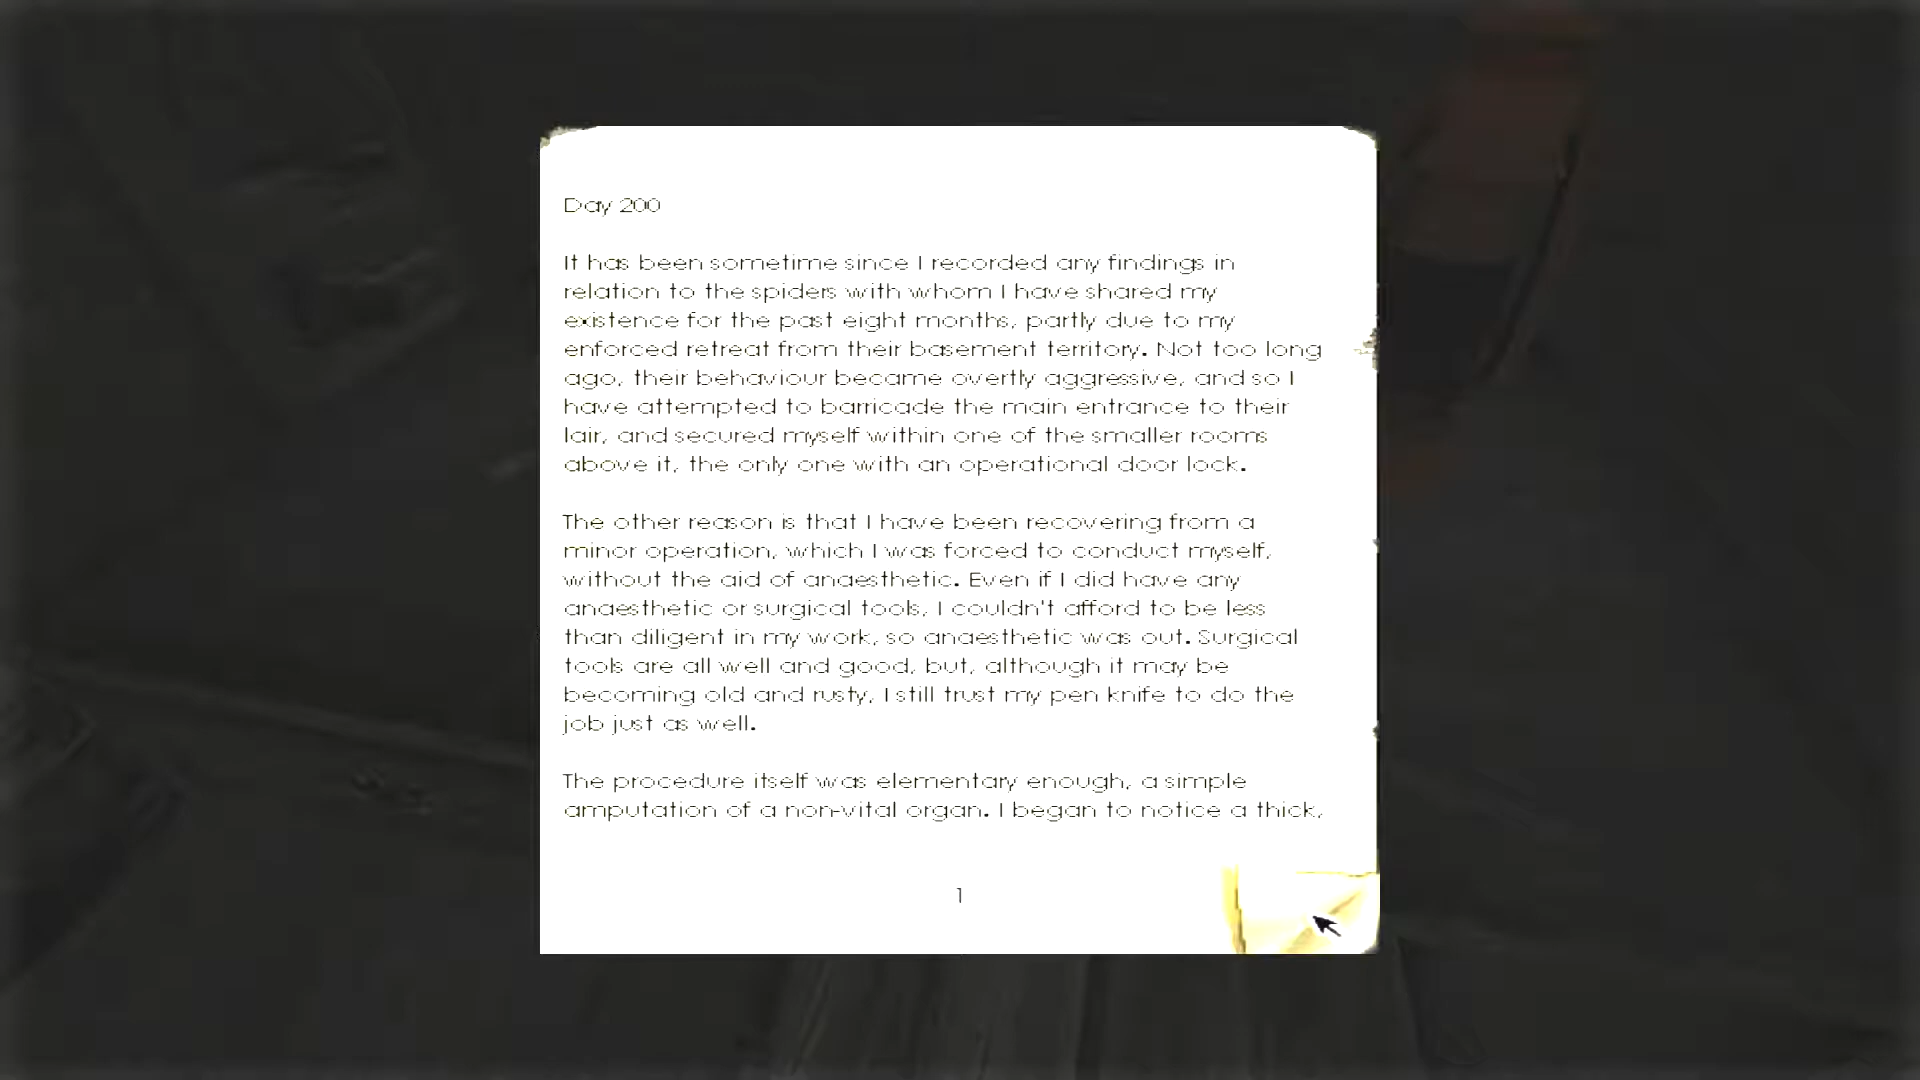 Day 200
It has been sometime since I recorded any findings in
relation to the spiders with whom I have shared my
existence for the past eight months, partly due to my
enforced retreat from their basement territory. Not too long
ago, their behaviour became overtly aggressive, and so I
have attempted to barricade the main entrance to their
lair, and secured myself within one of the smaller rooms
above it, the only one with an operational door lock.
The other reason is that I have been recovering from a
minor operation, which I was forced to conduct myself,
without the aid of anaesthetic. Even if I did have any
anaesthetic or surgical tools, I couldn't afford to be less
than diligent in my work, so anaesthetic was out. Surgical
tools are all well and good, but, although it may be
becoming old and rusty, I still trust my pen knife to do the
job just as well.
The procedure itself was elementary enough, a simple
amputation of a non-vital organ. I began to notice a thick,
1